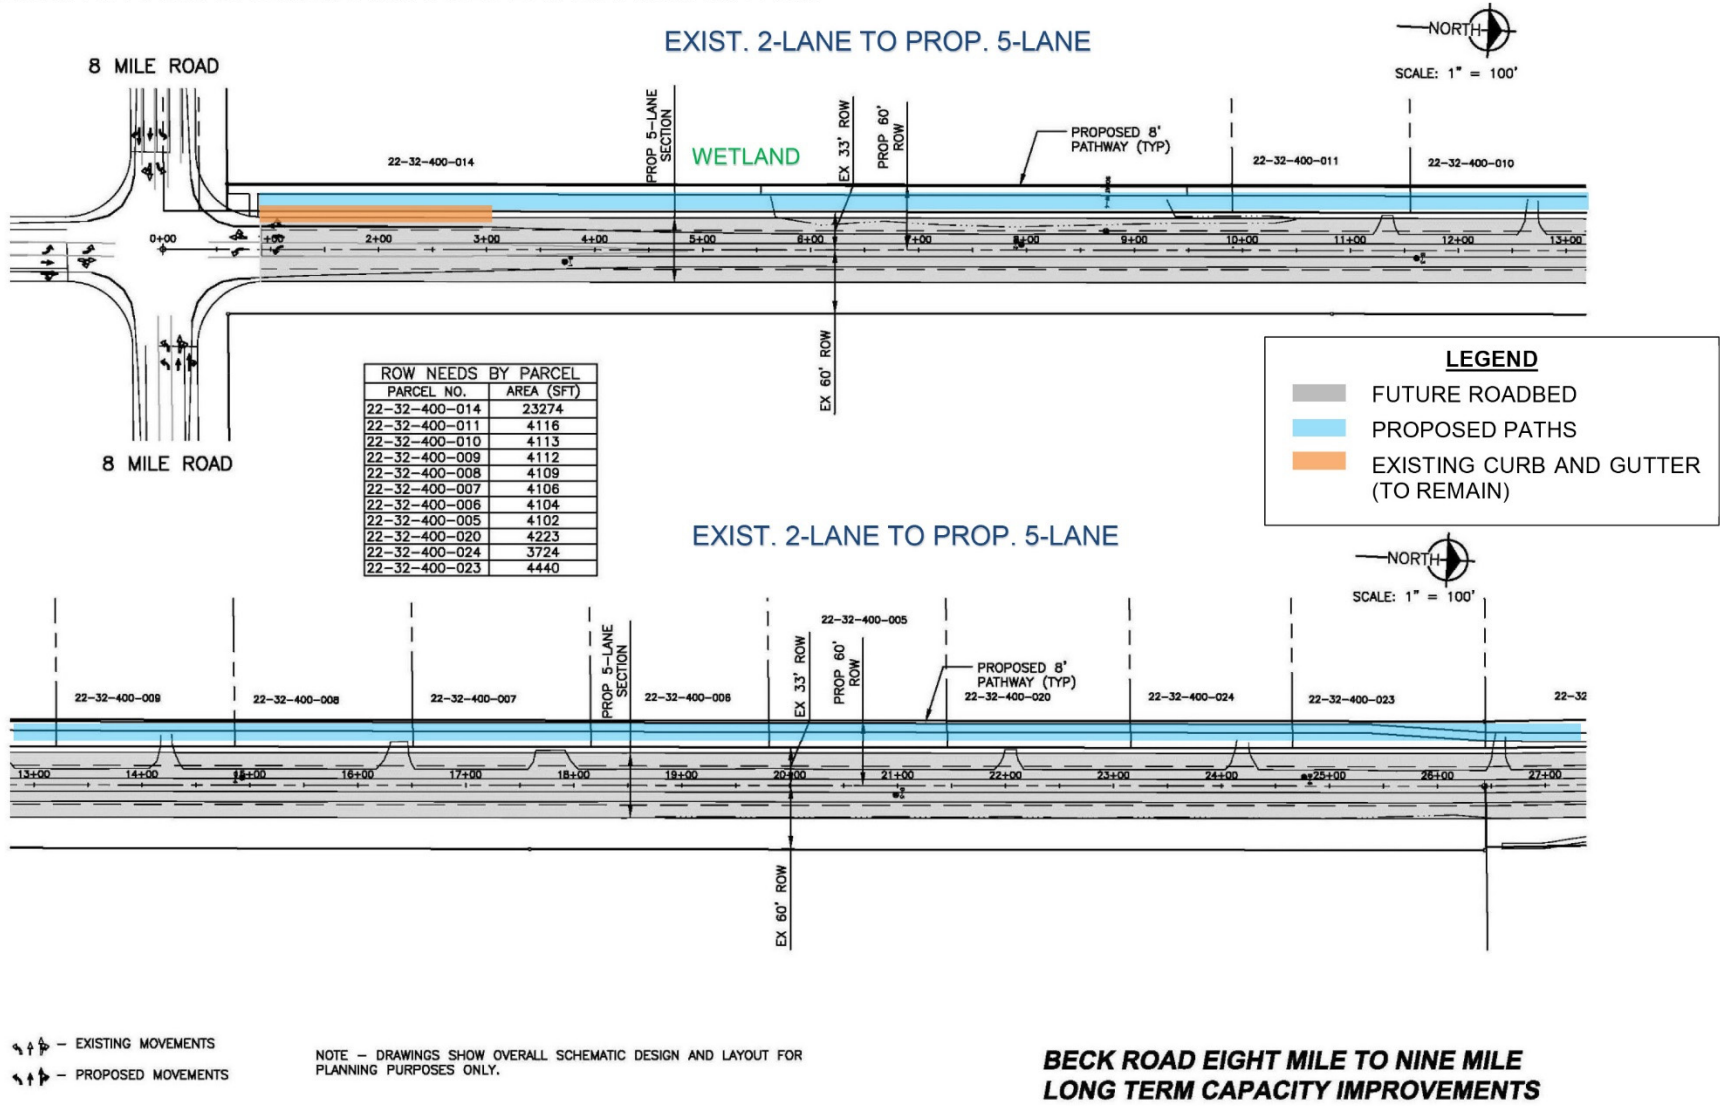 EXIST. 2-LANE TO PROP. 5-LANE
NORTH
SCALE: 1" = 100'
8 MILE ROAD
22-32-400-014
PROP 5-LANE
SECTION
WETLAND
EX 33' ROW
PROP 60'
ROW
PROPOSED 8'
PATHWAY (TYP)
22-32-400-011
22-32-400-010
0+00
+00
2+00
3+00
4+00
5+00
6+00
7+00
8+00
9+00
10+00
11+00
12+00
13+00
EX 60' ROW
8 MILE ROAD
ROW NEEDS BY PARCEL
PARCEL NO. AREA (SFT)
22-32-400-014 23274
22-32-400-011 4116
22-32-400-010 4113
22-32-400-009 4112
22-32-400-008 4109
22-32-400-007 4106
22-32-400-006 4104
22-32-400-005 4102
22-32-400-020 4223
22-32-400-024 3724
22-32-400-023 4440
LEGEND
FUTURE ROADBED
PROPOSED PATHS
EXISTING CURB AND GUTTER
(TO REMAIN)
EXIST. 2-LANE TO PROP. 5-LANE
NORTH
SCALE: 1" = 100'
22-32-400-009
22-32-400-008
22-32-400-007
PROP 5-LANE
SECTION
22-32-400-006
EX 33' ROW
22-32-400-005
PROP 60'
ROW
PROPOSED 8'
PATHWAY (TYP)
22-32-400-020
22-32-400-024
22-32-400-023
22-32
13+00
14+00
15+00
16+00
17+00
18+00
19+00
20+00
21+00
22+00
23+00
24+00
25+00
26+00
27+00
EX 60' ROW
– EXISTING MOVEMENTS
– PROPOSED MOVEMENTS
NOTE – DRAWINGS SHOW OVERALL SCHEMATIC DESIGN AND LAYOUT FOR
PLANNING PURPOSES ONLY.
BECK ROAD EIGHT MILE TO NINE MILE
LONG TERM CAPACITY IMPROVEMENTS